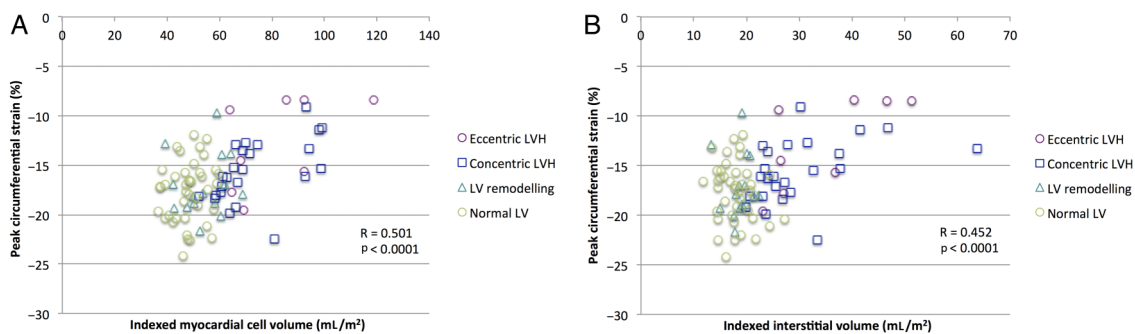 A
0 20 40 60 80 100 120 140
0
−5
−10
−15
−20
−25
−30
Peak circumferential strain (%)
Eccentric LVH
Concentric LVH
LV remodelling
Normal LV
R = 0.501
p < 0.0001
Indexed myocardial cell volume (mL/m²)
B
0 10 20 30 40 50 60 70
0
−5
−10
−15
−20
−25
−30
Peak circumferential strain (%)
Eccentric LVH
Concentric LVH
LV remodelling
Normal LV
R = 0.452
p < 0.0001
Indexed interstitial volume (mL/m²)